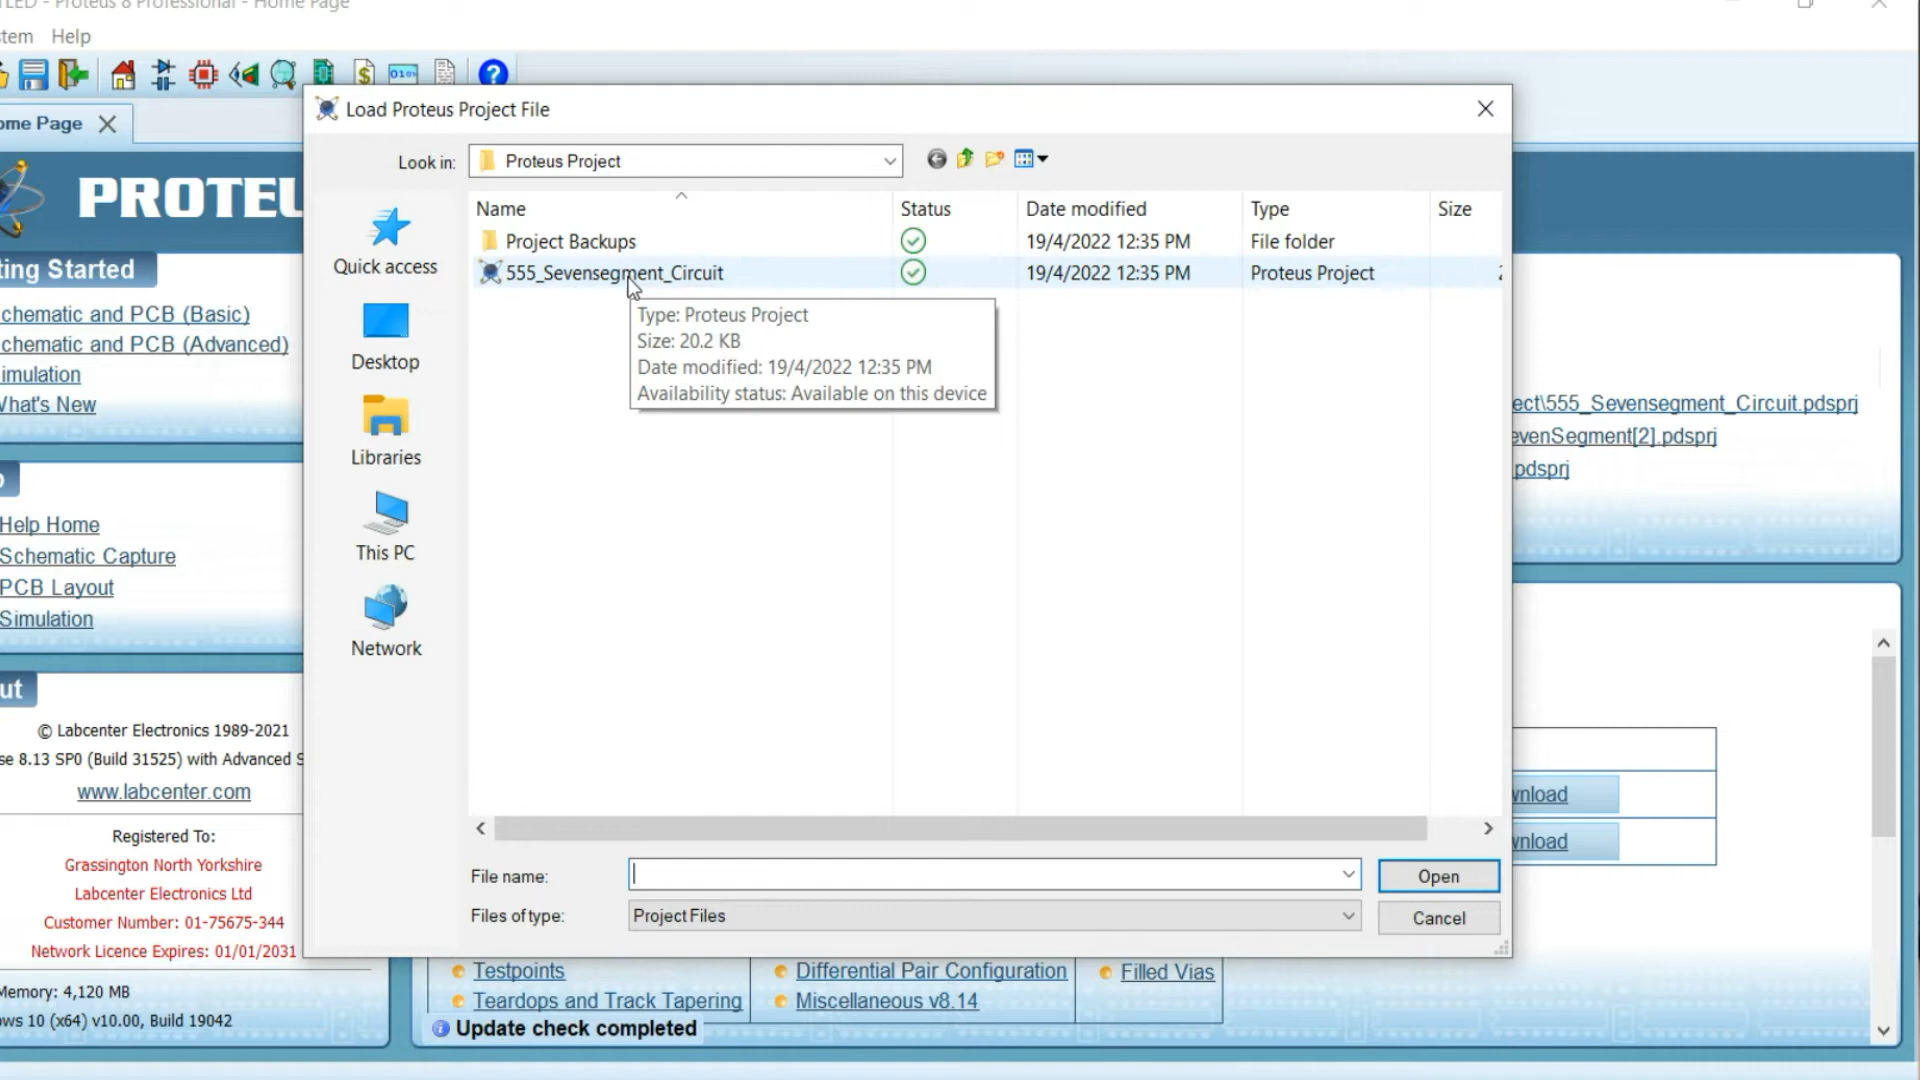 TLED - Proteus 8 Professional - Home Page
stem Help
ome Page
Load Proteus Project File
Look in: Proteus Project
PROTEU
Name Status Date modified Type Size
Project Backups 19/4/2022 12:35 PM File folder
555_Sevensegment_Circuit 19/4/2022 12:35 PM Proteus Project 2
Type: Proteus Project
Size: 20.2 KB
Date modified: 19/4/2022 12:35 PM
Availability status: Available on this device
Quick access
Desktop
Libraries
This PC
Network
ting Started
chematic and PCB (Basic)
chematic and PCB (Advanced)
imulation
What's New
ect\555_Sevensegment_Circuit.pdsprj
evenSegment[2].pdsprj
.pdsprj
p
Help Home
Schematic Capture
PCB Layout
Simulation
ut
© Labcenter Electronics 1989-2021
se 8.13 SP0 (Build 31525) with Advanced S
www.labcenter.com
Registered To:
Grassington North Yorkshire
Labcenter Electronics Ltd
Customer Number: 01-75675-344
Network Licence Expires: 01/01/2031
Memory: 4,120 MB
ows 10 (x64) v10.00, Build 19042
wnload
wnload
File name: Open
Files of type: Project Files Cancel
Testpoints Differential Pair Configuration Filled Vias
Teardops and Track Tapering Miscellaneous v8.14
Update check completed